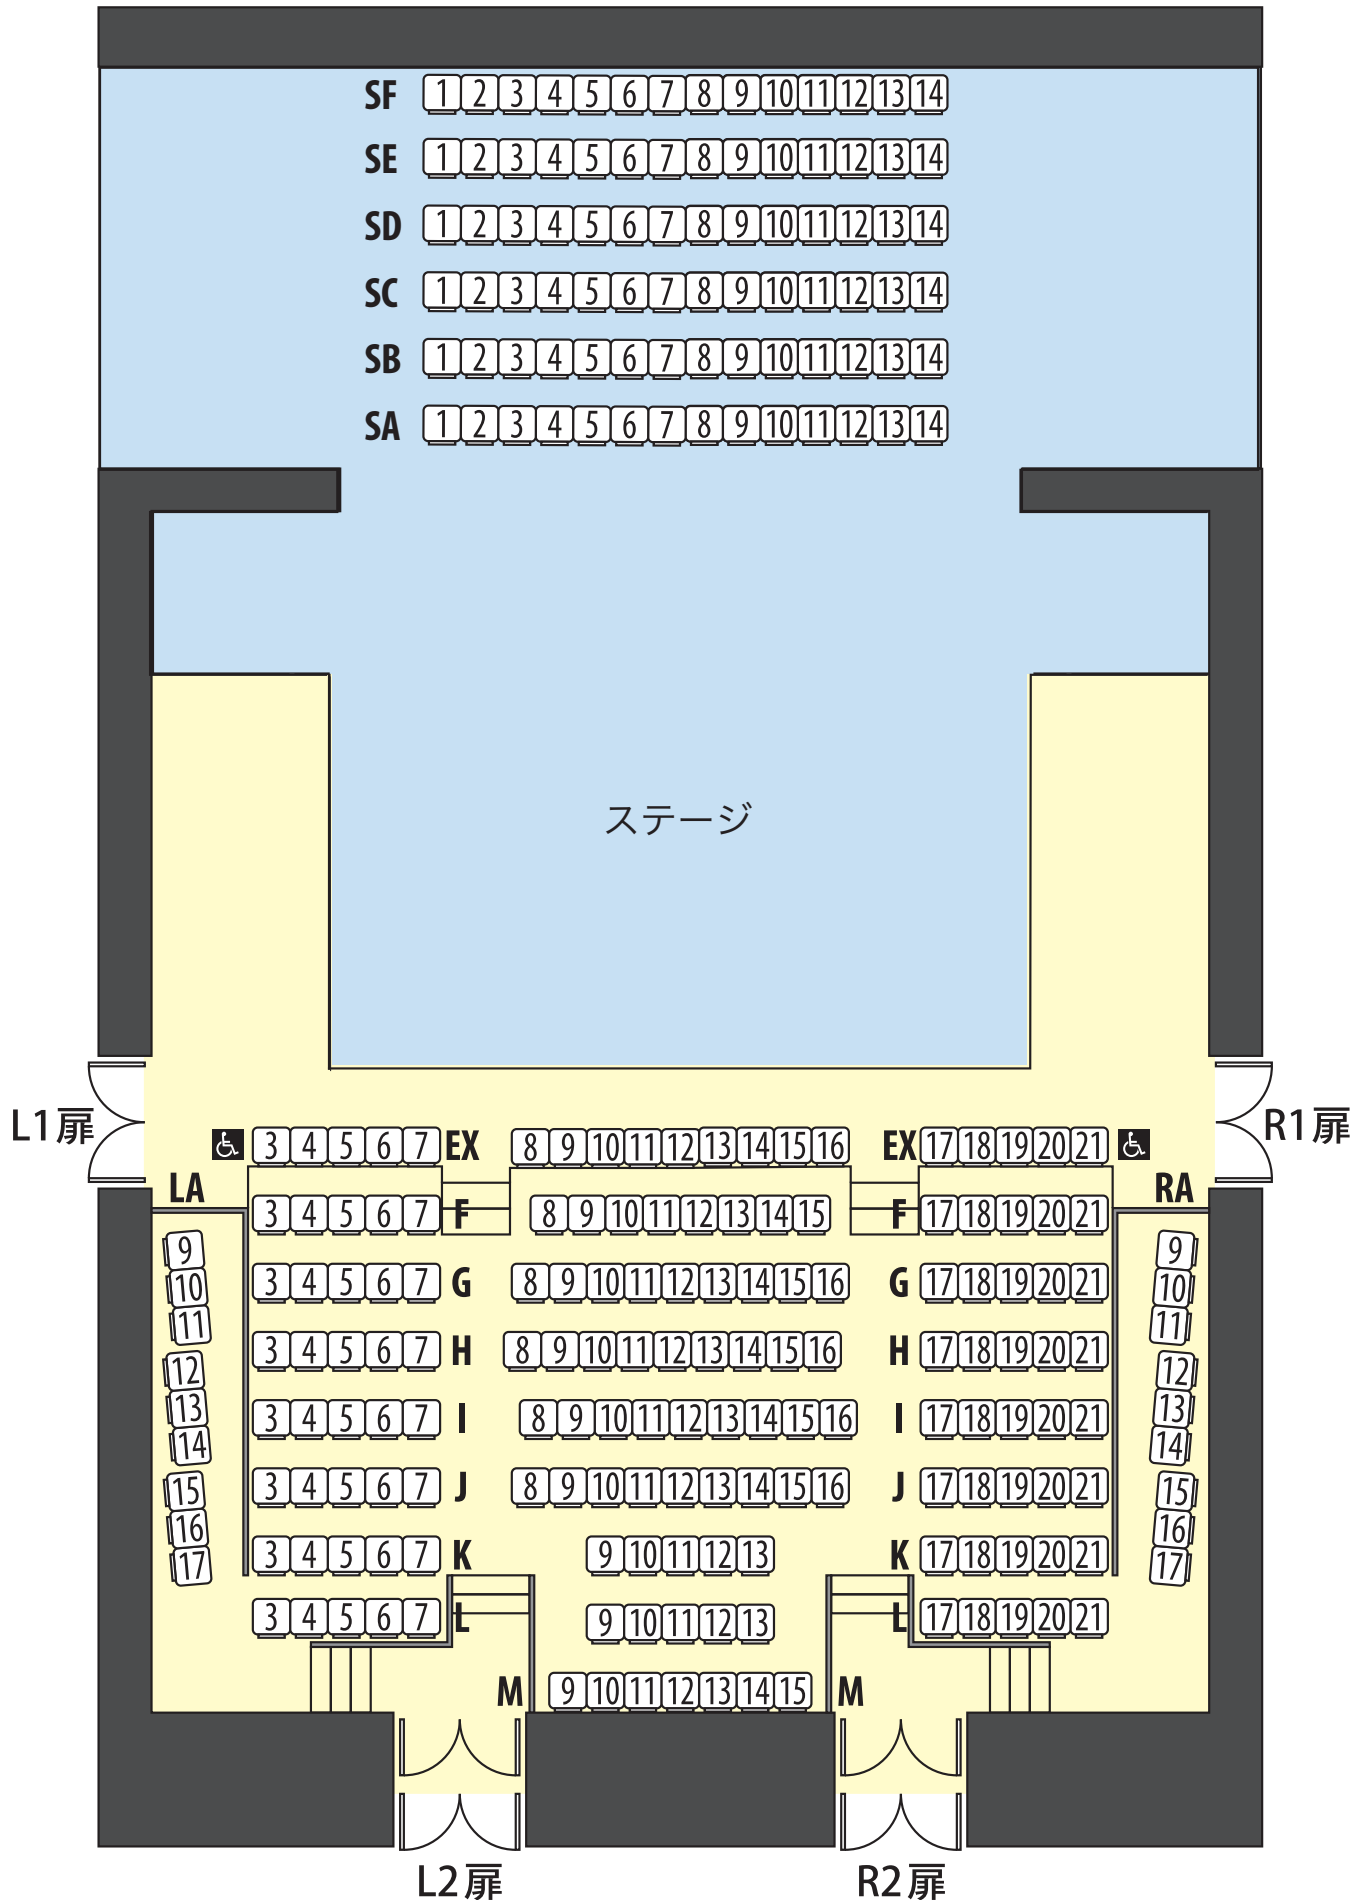 SF 1 2 3 4 5 6 7 8 9 10 11 12 13 14
SE 1 2 3 4 5 6 7 8 9 10 11 12 13 14
SD 1 2 3 4 5 6 7 8 9 10 11 12 13 14
SC 1 2 3 4 5 6 7 8 9 10 11 12 13 14
SB 1 2 3 4 5 6 7 8 9 10 11 12 13 14
SA 1 2 3 4 5 6 7 8 9 10 11 12 13 14
ステージ
L1扉
R1扉
3 4 5 6 7 EX 8 9 10 11 12 13 14 15 16 EX 17 18 19 20 21
LA
RA
3 4 5 6 7 F 8 9 10 11 12 13 14 15 F 17 18 19 20 21
3 4 5 6 7 G 8 9 10 11 12 13 14 15 16 G 17 18 19 20 21
3 4 5 6 7 H 8 9 10 11 12 13 14 15 16 H 17 18 19 20 21
3 4 5 6 7 I 8 9 10 11 12 13 14 15 16 I 17 18 19 20 21
3 4 5 6 7 J 8 9 10 11 12 13 14 15 16 J 17 18 19 20 21
3 4 5 6 7 K 9 10 11 12 13 K 17 18 19 20 21
3 4 5 6 7 L 9 10 11 12 13 L 17 18 19 20 21
M 9 10 11 12 13 14 15 M
9
10
11
12
13
14
15
16
17
9
10
11
12
13
14
15
16
17
L2扉
R2扉